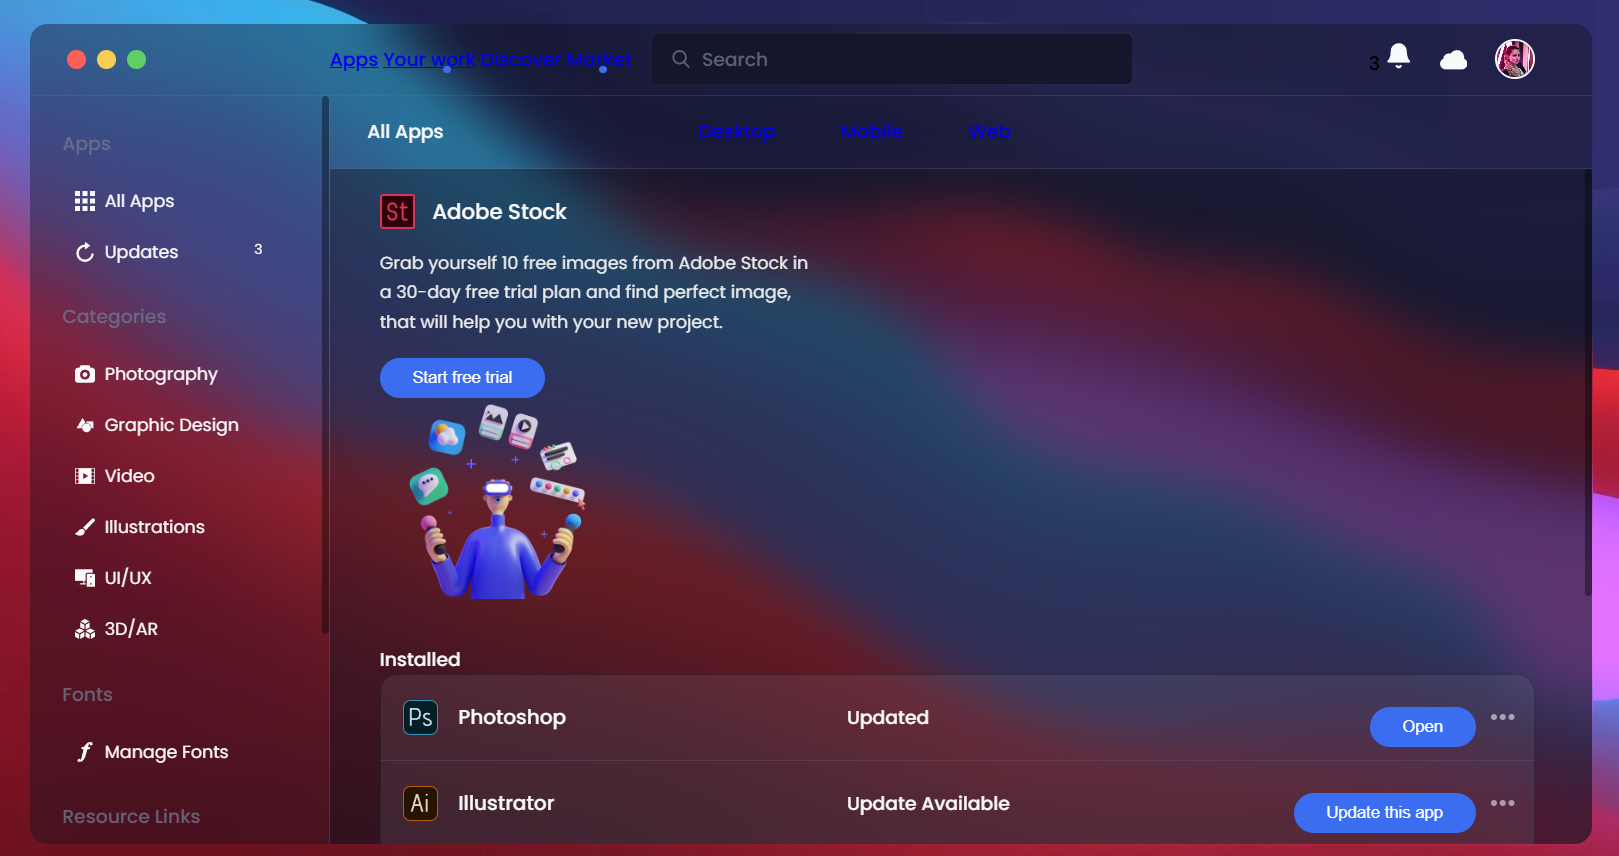 Apps Your work Discover Market
Search
3
Apps
All Apps
Updates 3
Categories
Photography
Graphic Design
Video
Illustrations
UI/UX
3D/AR
Fonts
Manage Fonts
Resource Links
All Apps Desktop Mobile Web
St Adobe Stock
Grab yourself 10 free images from Adobe Stock in
a 30-day free trial plan and find perfect image,
that will help you with your new project.
Start free trial
Installed
Ps Photoshop Updated Open
Ai Illustrator Update Available Update this app